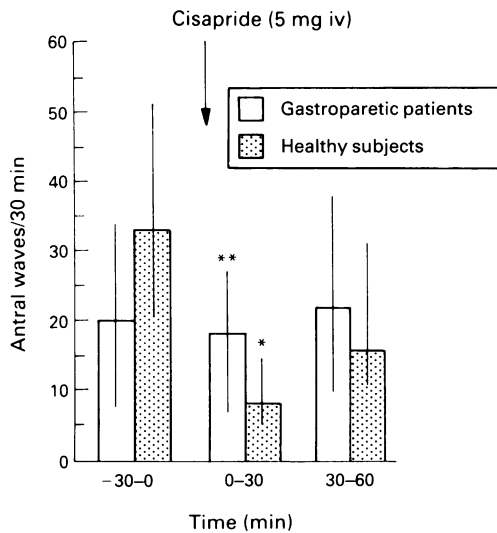 Cisapride (5 mg iv)
60
50
40
30
20
10
0
Antral waves/30 min
Gastroparetic patients
Healthy subjects
**
*
−30–0
0–30
30–60
Time (min)